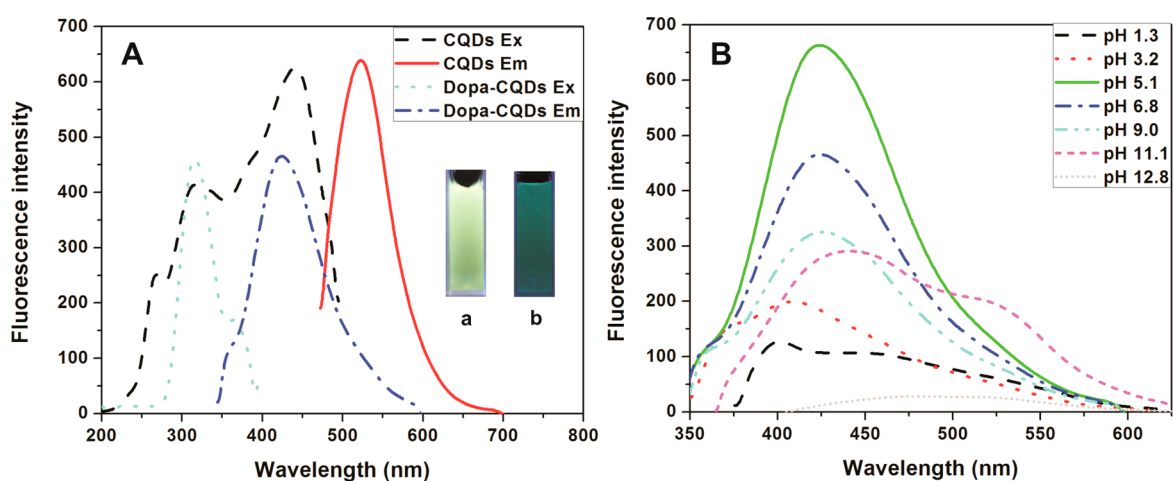 A
CQDs Ex
CQDs Em
Dopa-CQDs Ex
Dopa-CQDs Em
a b
Fluorescence intensity
0
100
200
300
400
500
600
700
200 300 400 500 600 700 800
Wavelength (nm)
B
pH 1.3
pH 3.2
pH 5.1
pH 6.8
pH 9.0
pH 11.1
pH 12.8
Fluorescence intensity
700
600
500
400
300
200
100
0
350 400 450 500 550 600
Wavelength (nm)